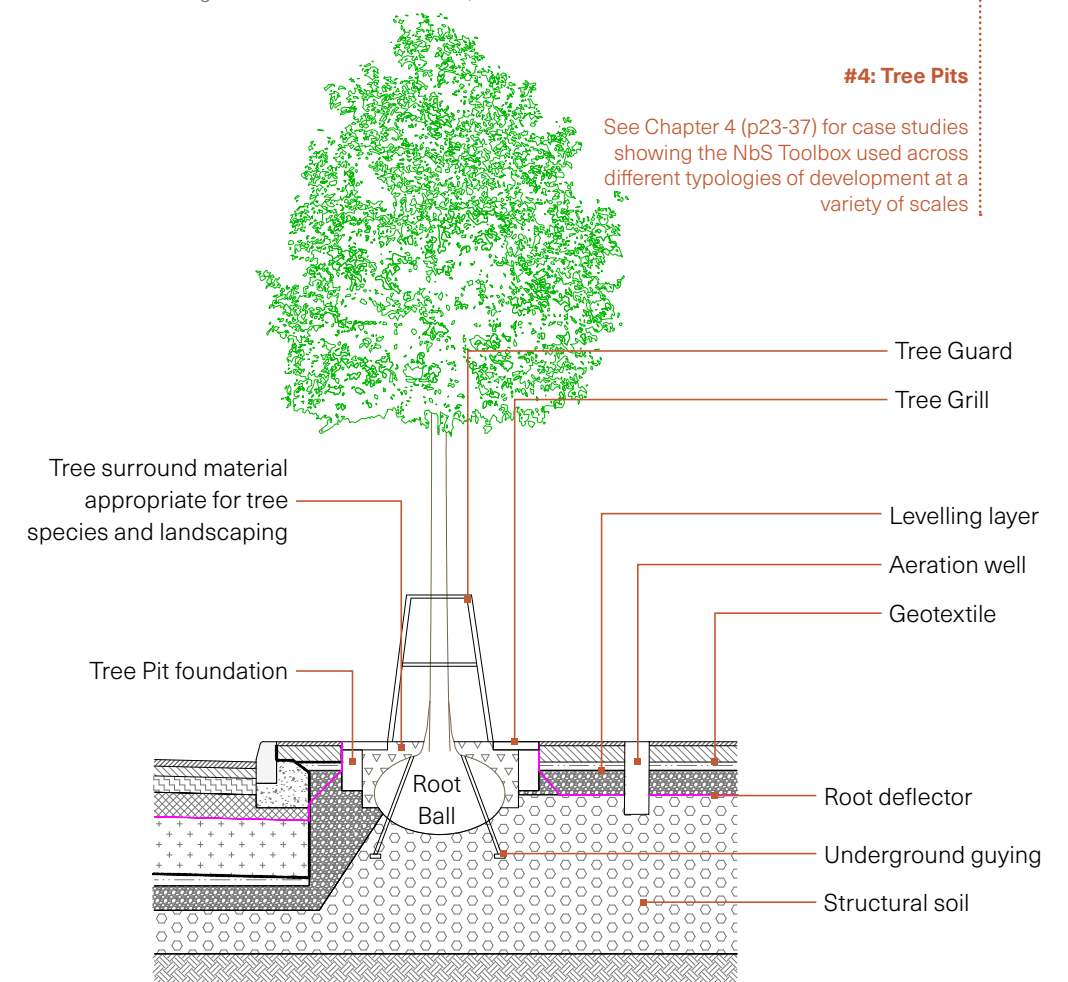 #4: Tree Pits
See Chapter 4 (p23-37) for case studies
showing the NbS Toolbox used across
different typologies of development at a
variety of scales
Tree Guard
Tree Grill
Tree surround material
appropriate for tree
species and landscaping
Levelling layer
Aeration well
Geotextile
Tree Pit foundation
Root
Ball
Root deflector
Underground guying
Structural soil